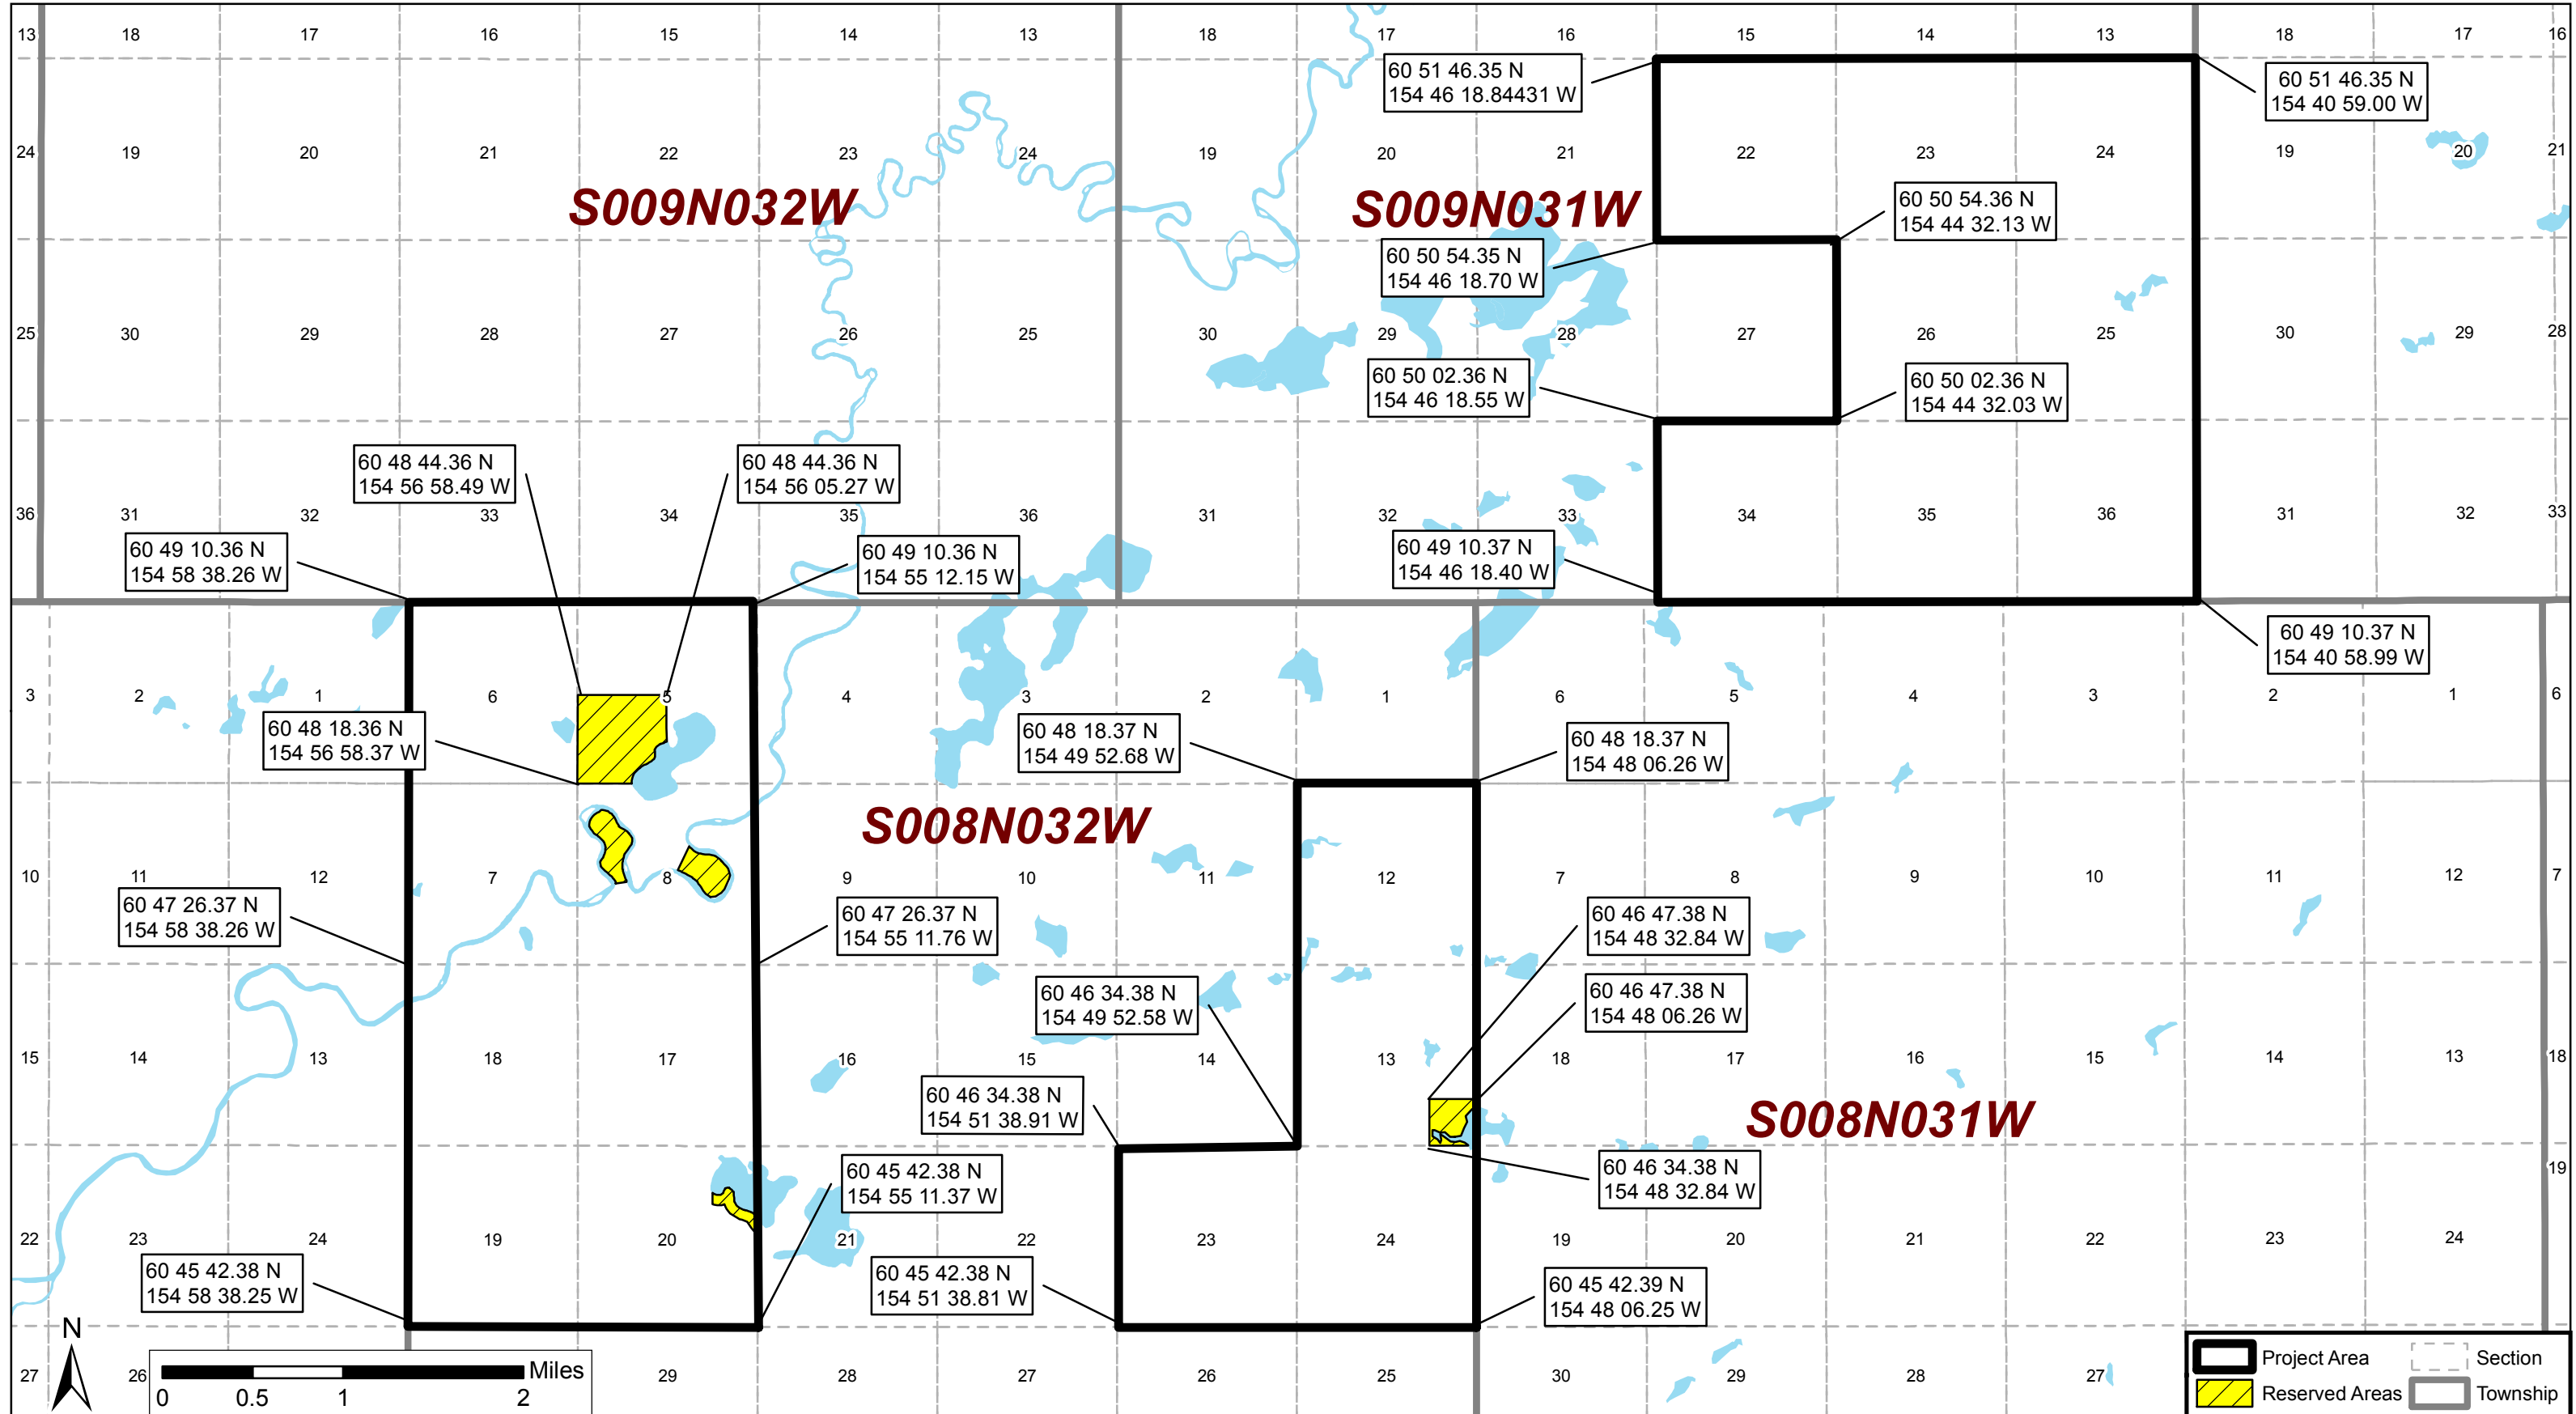 13 18 17 16 15 14 13 18 17 16 15 14 13 18 17 16
60 51 46.35 N
154 46 18.84431 W
60 51 46.35 N
154 40 59.00 W
24 19 20 21 22 23 24 19 20 21 22 23 24 19 20 21
S009N032W
S009N031W
60 50 54.36 N
154 44 32.13 W
60 50 54.35 N
154 46 18.70 W
25 30 29 28 27 26 25 30 29 28 27 26 25 30 29 28
60 50 02.36 N
154 46 18.55 W
60 50 02.36 N
154 44 32.03 W
60 48 44.36 N
154 56 58.49 W
60 48 44.36 N
154 56 05.27 W
36 31 32 33 34 35 36 31 32 33 34 35 36 31 32 33
60 49 10.36 N
154 58 38.26 W
60 49 10.36 N
154 55 12.15 W
60 49 10.37 N
154 46 18.40 W
60 49 10.37 N
154 40 58.99 W
3 2 1 6 5 4 3 2 1 6 5 4 3 2 1 6
60 48 18.36 N
154 56 58.37 W
60 48 18.37 N
154 49 52.68 W
60 48 18.37 N
154 48 06.26 W
S008N032W
10 11 12 7 8 9 10 11 12 7 8 9 10 11 12 7
60 47 26.37 N
154 58 38.26 W
60 47 26.37 N
154 55 11.76 W
60 46 47.38 N
154 48 32.84 W
60 46 34.38 N
154 49 52.58 W
60 46 47.38 N
154 48 06.26 W
15 14 13 18 17 16 15 14 13 18 17 16 15 14 13 18
60 46 34.38 N
154 51 38.91 W
S008N031W
60 45 42.38 N
154 55 11.37 W
60 46 34.38 N
154 48 32.84 W
19
22 23 24 19 20 21 22 23 24 19 20 21 22 23 24
60 45 42.38 N
154 58 38.25 W
60 45 42.38 N
154 51 38.81 W
60 45 42.39 N
154 48 06.25 W
27 26 29 28 27 26 25 30 29 28 27
N
Miles
0 0.5 1 2
Project Area
Section
Reserved Areas
Township